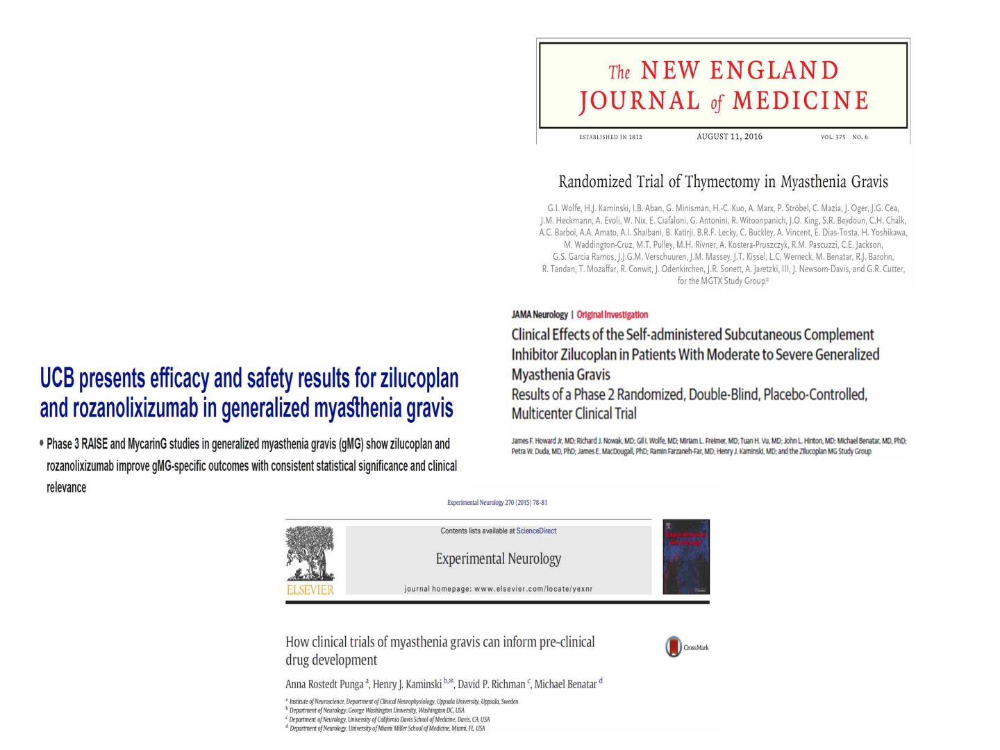 The NEW ENGLAND
JOURNAL of MEDICINE
ESTABLISHED IN 1812 AUGUST 11, 2016 VOL. 375 NO. 6
Randomized Trial of Thymectomy in Myasthenia Gravis
G.I. Wolfe, H.J. Kaminski, I.B. Aban, G. Minisman, H.-C. Kuo, A. Marx, P. Ströbel, C. Mazia, J. Oger, J.G. Cea,
J.M. Heckmann, A. Evoli, W. Nix, E. Ciafaloni, G. Antonini, R. Witoonpanich, J.O. King, S.R. Beydoun, C.H. Chalk,
A.C. Barboi, A.A. Amato, A.I. Shaibani, B. Katirji, B.R.F. Lecky, C. Buckley, A. Vincent, E. Dias-Tosta, H. Yoshikawa,
M. Waddington-Cruz, M.T. Pulley, M.H. Rivner, A. Kostera-Pruszczyk, R.M. Pascuzzi, C.E. Jackson,
G.S. Garcia Ramos, J.J.G.M. Verschuuren, J.M. Massey, J.T. Kissel, L.C. Werneck, M. Benatar, R.J. Barohn,
R. Tandan, T. Mozaffar, R. Conwit, J. Odenkirchen, J.R. Sonett, A. Jaretzki, III, J. Newsom-Davis, and G.R. Cutter,
for the MGTX Study Group*
JAMA Neurology | Original Investigation
Clinical Effects of the Self-administered Subcutaneous Complement
Inhibitor Zilucoplan in Patients With Moderate to Severe Generalized
Myasthenia Gravis
Results of a Phase 2 Randomized, Double-Blind, Placebo-Controlled,
Multicenter Clinical Trial
James F. Howard Jr, MD; Richard J. Nowak, MD; Gil I. Wolfe, MD; Miriam L. Freimer, MD; Tuan H. Vu, MD; John L. Hinton, MD; Michael Benatar, MD, PhD;
Petra W. Duda, MD, PhD; James E. MacDougall, PhD; Ramin Farzaneh-Far, MD; Henry J. Kaminski, MD; and the Zilucoplan MG Study Group
UCB presents efficacy and safety results for zilucoplan
and rozanolixizumab in generalized myasthenia gravis
• Phase 3 RAISE and MycarinG studies in generalized myasthenia gravis (gMG) show zilucoplan and
rozanolixizumab improve gMG-specific outcomes with consistent statistical significance and clinical
relevance
Experimental Neurology 270 (2015) 78–81
Contents lists available at ScienceDirect
Experimental Neurology
journal homepage: www.elsevier.com/locate/yexnr
ELSEVIER
Experimental
Neurology
How clinical trials of myasthenia gravis can inform pre-clinical
drug development
CrossMark
Anna Rostedt Punga a, Henry J. Kaminski b,*, David P. Richman c, Michael Benatar d
a Institute of Neuroscience, Department of Clinical Neurophysiology, Uppsala University, Uppsala, Sweden
b Department of Neurology, George Washington University, Washington DC, USA
c Department of Neurology, University of California Davis School of Medicine, Davis, CA, USA
d Department of Neurology, University of Miami Miller School of Medicine, Miami, FL, USA